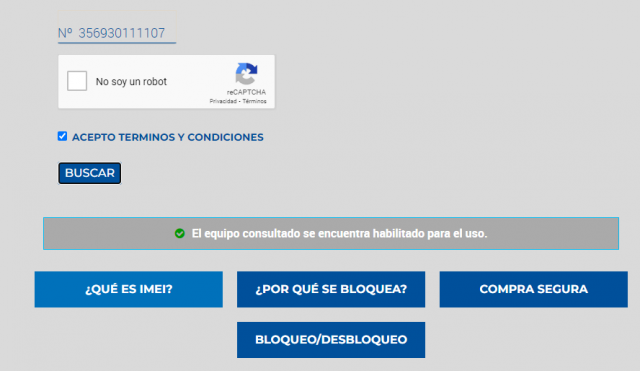 Nº 356930111107
No soy un robot
reCAPTCHA
Privacidad - Términos
ACEPTO TERMINOS Y CONDICIONES
BUSCAR
El equipo consultado se encuentra habilitado para el uso.
¿QUÉ ES IMEI?
¿POR QUÉ SE BLOQUEA?
COMPRA SEGURA
BLOQUEO/DESBLOQUEO